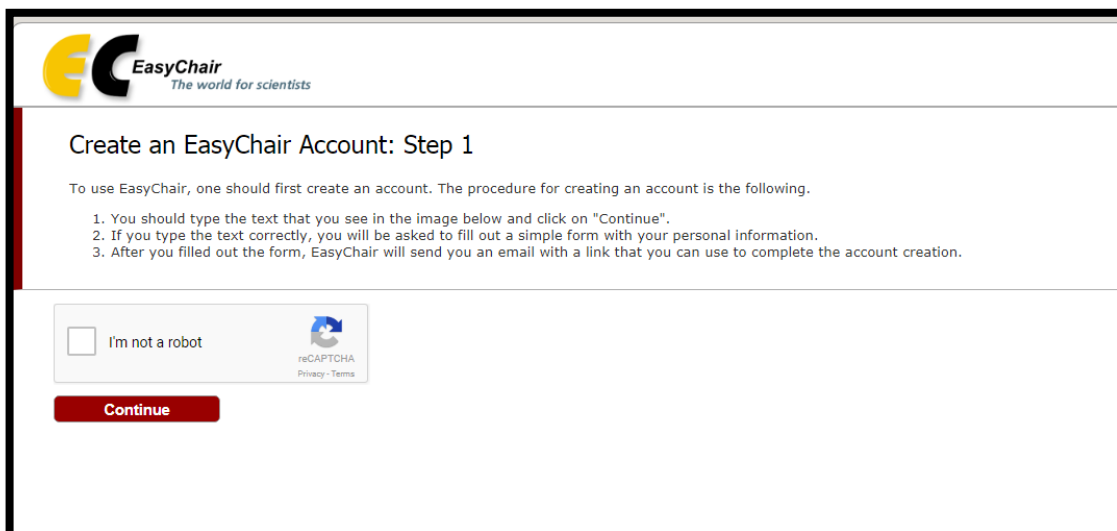 EasyChair
The world for scientists
Create an EasyChair Account: Step 1
To use EasyChair, one should first create an account. The procedure for creating an account is the following.
1. You should type the text that you see in the image below and click on "Continue".
2. If you type the text correctly, you will be asked to fill out a simple form with your personal information.
3. After you filled out the form, EasyChair will send you an email with a link that you can use to complete the account creation.
I'm not a robot
reCAPTCHA
Privacy - Terms
Continue